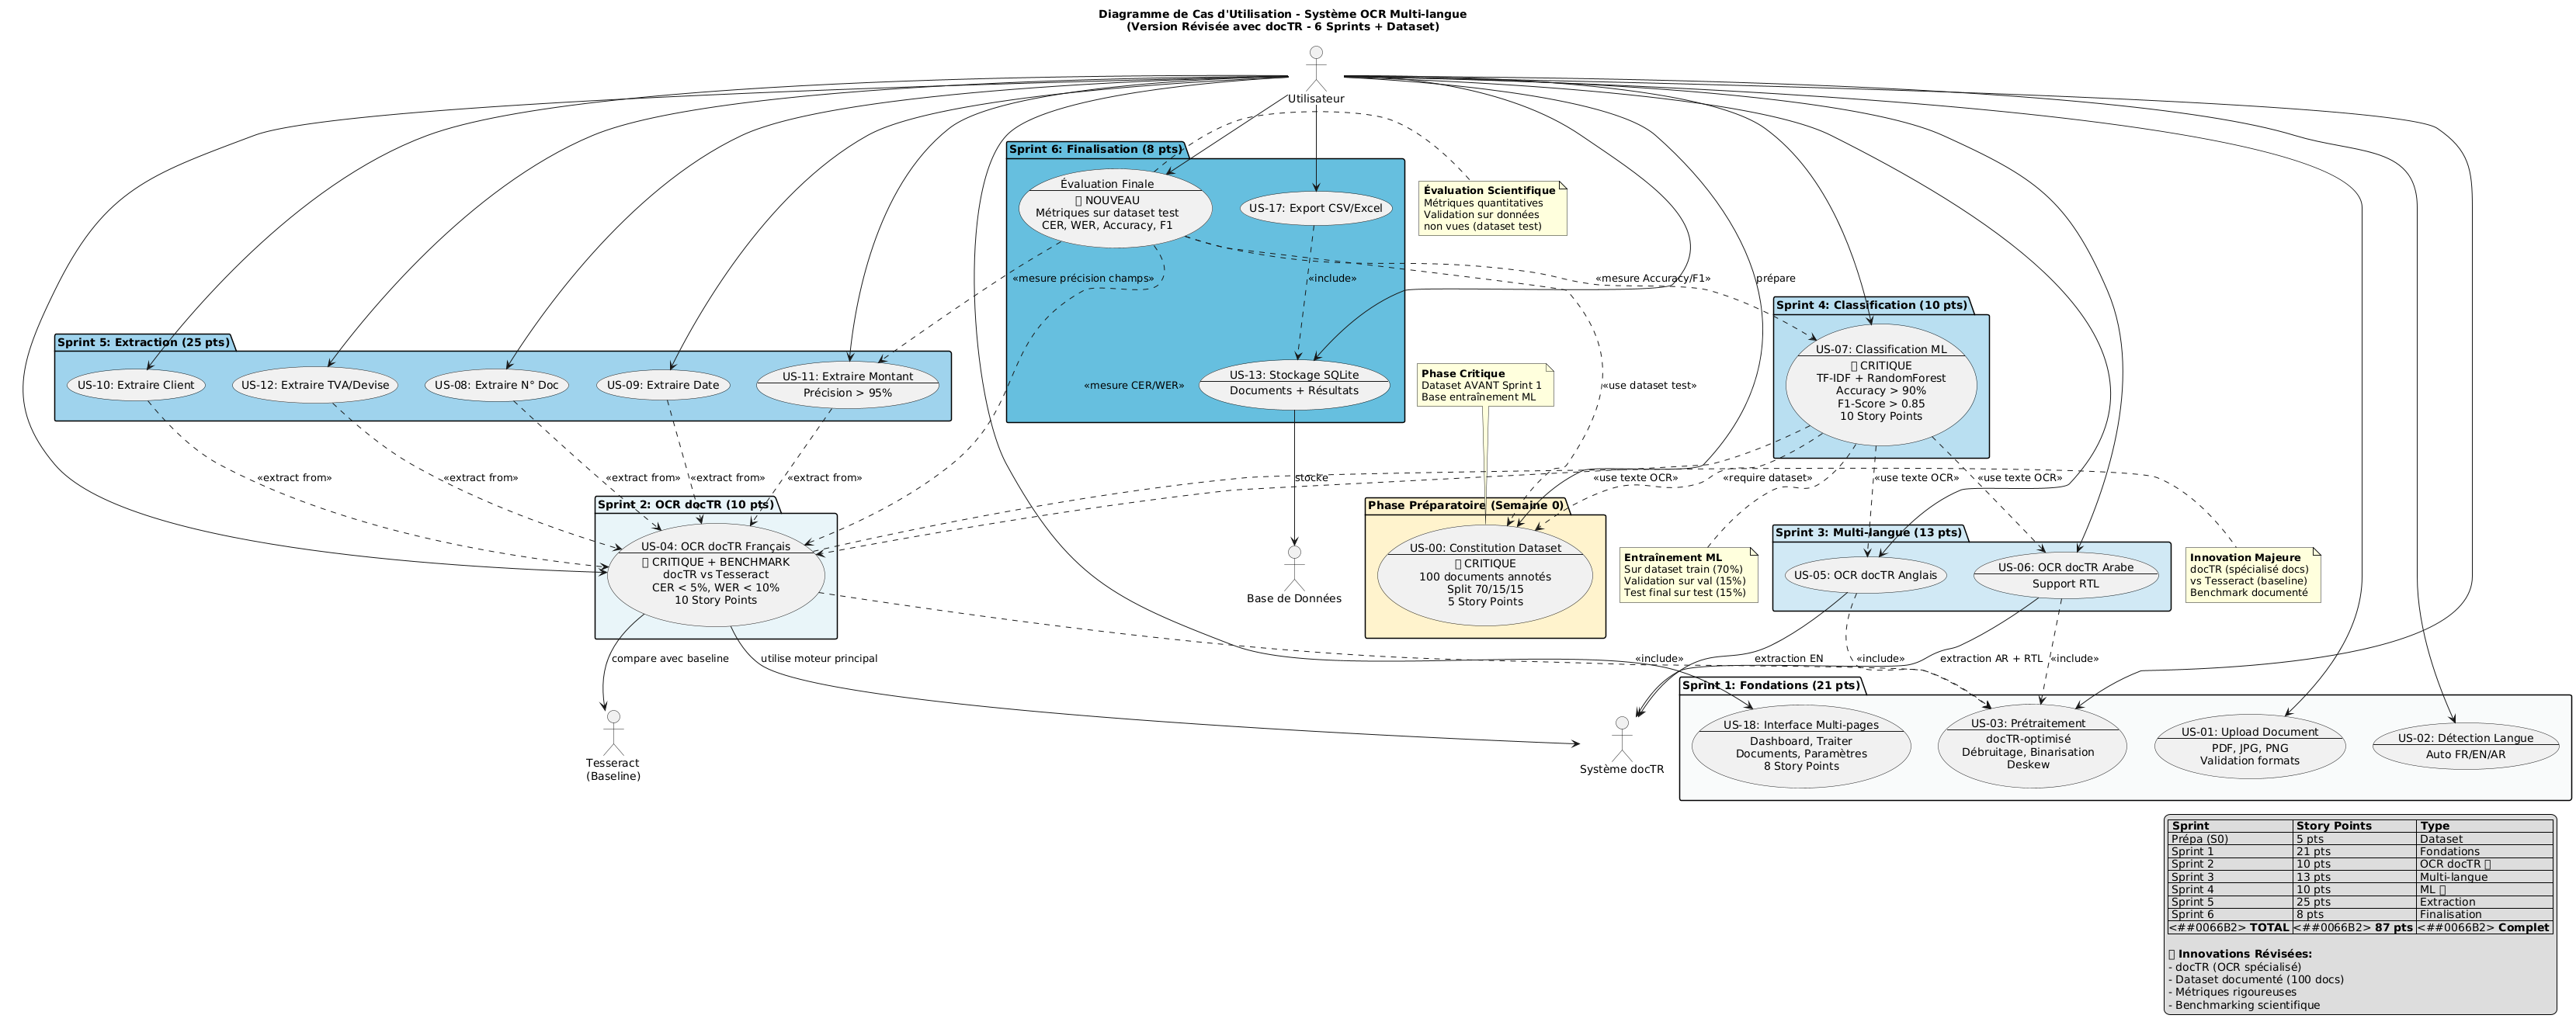 Diagramme de Cas d'Utilisation - Système OCR Multi-langue
(Version Révisée avec docTR - 6 Sprints + Dataset)
Utilisateur
Sprint 6: Finalisation (8 pts)
Évaluation Finale
NOUVEAU
Métriques sur dataset test
CER, WER, Accuracy, F1
US-17: Export CSV/Excel
Évaluation Scientifique
Métriques quantitatives
Validation sur données
non vues (dataset test)
«mesure précision champs»
«include»
«mesure Accuracy/F1»
prépare
Sprint 4: Classification (10 pts)
US-07: Classification ML
CRITIQUE
TF-IDF + RandomForest
Accuracy > 90%
F1-Score > 0.85
10 Story Points
Sprint 5: Extraction (25 pts)
US-10: Extraire Client
US-12: Extraire TVA/Devise
US-08: Extraire N° Doc
US-09: Extraire Date
US-11: Extraire Montant
Précision > 95%
«mesure CER/WER»
US-13: Stockage SQLite
Documents + Résultats
Phase Critique
Dataset AVANT Sprint 1
Base entraînement ML
«use dataset test»
«extract from»
«extract from»
«extract from»
«extract from»
«extract from»
stocke
«use texte OCR»
«require dataset»
«use texte OCR»
«use texte OCR»
Sprint 2: OCR docTR (10 pts)
US-04: OCR docTR Français
CRITIQUE + BENCHMARK
docTR vs Tesseract
CER < 5%, WER < 10%
10 Story Points
Base de Données
Phase Préparatoire (Semaine 0)
US-00: Constitution Dataset
CRITIQUE
100 documents annotés
Split 70/15/15
5 Story Points
Entraînement ML
Sur dataset train (70%)
Validation sur val (15%)
Test final sur test (15%)
Sprint 3: Multi-langue (13 pts)
US-05: OCR docTR Anglais
US-06: OCR docTR Arabe
Support RTL
Innovation Majeure
docTR (spécialisé docs)
vs Tesseract (baseline)
Benchmark documenté
compare avec baseline
utilise moteur principal
«include»
extraction EN
«include»
extraction AR + RTL
«include»
Tesseract
(Baseline)
Système docTR
Sprint 1: Fondations (21 pts)
US-18: Interface Multi-pages
Dashboard, Traiter
Documents, Paramètres
8 Story Points
US-03: Prétraitement
docTR-optimisé
Débruitage, Binarisation
Deskew
US-01: Upload Document
PDF, JPG, PNG
Validation formats
US-02: Détection Langue
Auto FR/EN/AR
Sprint Story Points Type
Prépa (S0) 5 pts Dataset
Sprint 1 21 pts Fondations
Sprint 2 10 pts OCR docTR
Sprint 3 13 pts Multi-langue
Sprint 4 10 pts ML
Sprint 5 25 pts Extraction
Sprint 6 8 pts Finalisation
<##0066B2> TOTAL <##0066B2> 87 pts <##0066B2> Complet
Innovations Révisées:
- docTR (OCR spécialisé)
- Dataset documenté (100 docs)
- Métriques rigoureuses
- Benchmarking scientifique